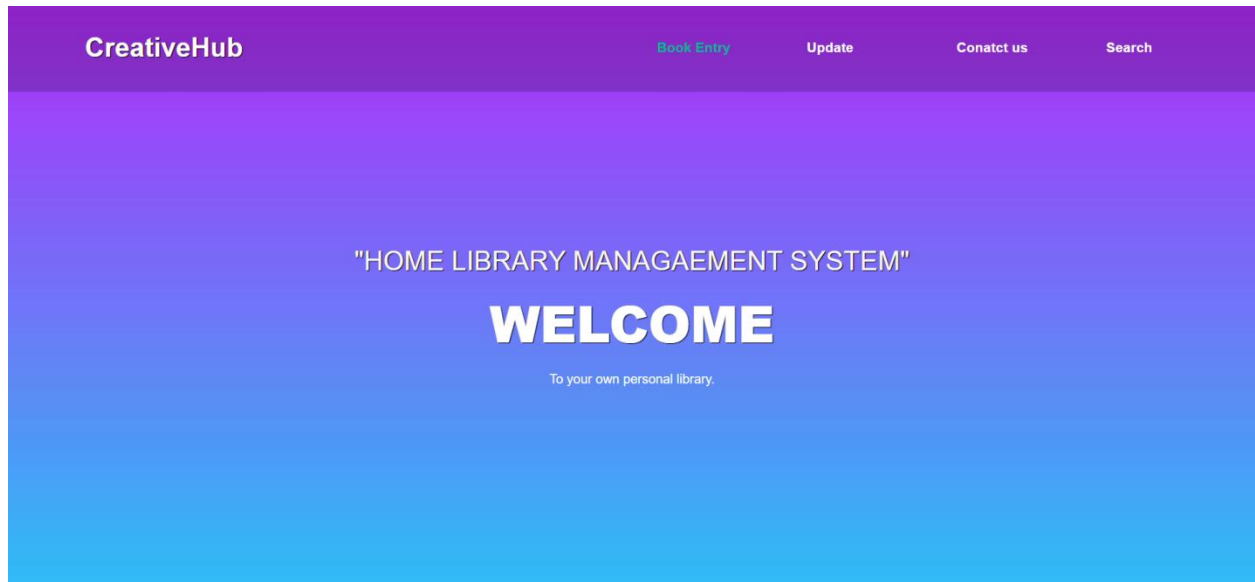 CreativeHub Book Entry Update Conatct us Search
"HOME LIBRARY MANAGAEMENT SYSTEM"
WELCOME
To your own personal library.